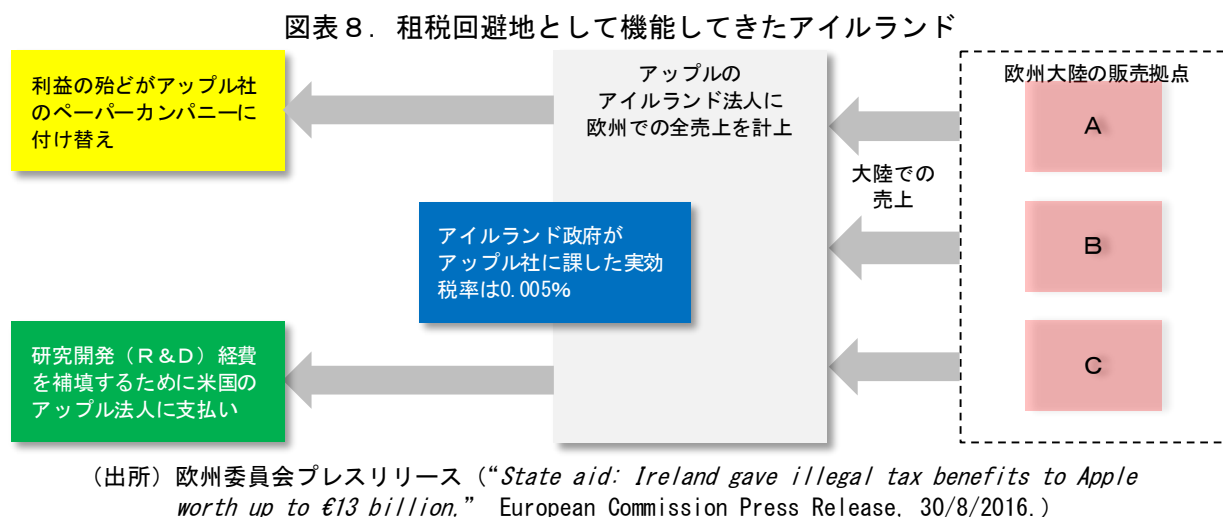 図表８．租税回避地として機能してきたアイルランド
利益の殆どがアップル社
のペーパーカンパニーに
付け替え
アップルの
アイルランド法人に
欧州での全売上を計上
欧州大陸の販売拠点
A
大陸での
売上
アイルランド政府が
アップル社に課した実効
税率は0.005%
B
研究開発（Ｒ＆Ｄ）経費
を補填するために米国の
アップル法人に支払い
C
（出所）欧州委員会プレスリリース（“State aid: Ireland gave illegal tax benefits to Apple
worth up to €13 billion,” European Commission Press Release, 30/8/2016.）